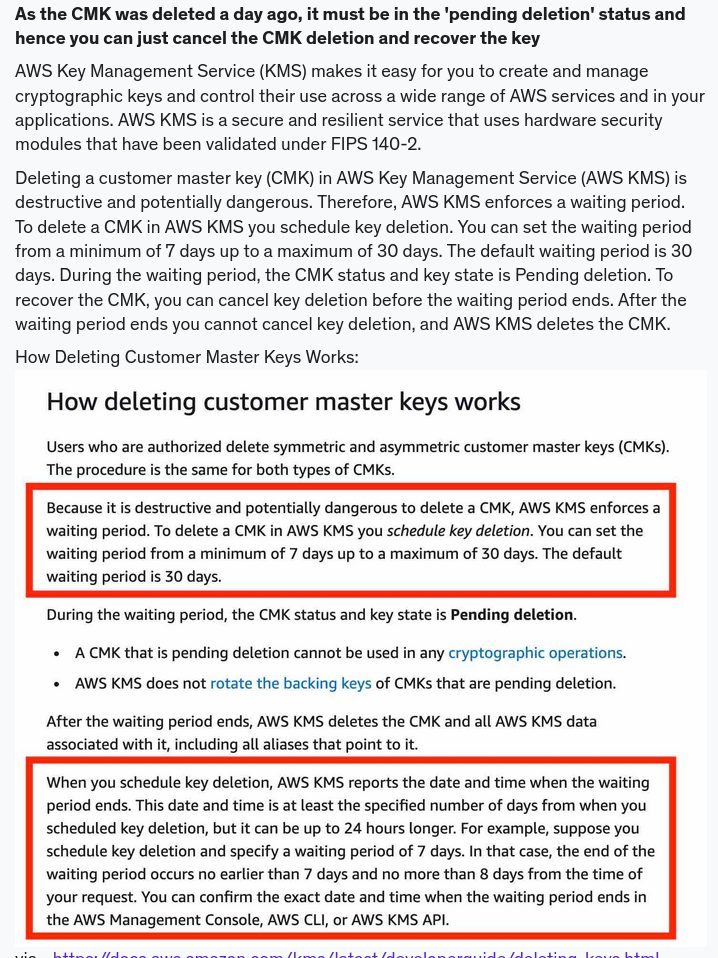 As the CMK was deleted a day ago, it must be in the 'pending deletion' status and
hence you can just cancel the CMK deletion and recover the key
AWS Key Management Service (KMS) makes it easy for you to create and manage
cryptographic keys and control their use across a wide range of AWS services and in your
applications. AWS KMS is a secure and resilient service that uses hardware security
modules that have been validated under FIPS 140-2.
Deleting a customer master key (CMK) in AWS Key Management Service (AWS KMS) is
destructive and potentially dangerous. Therefore, AWS KMS enforces a waiting period.
To delete a CMK in AWS KMS you schedule key deletion. You can set the waiting period
from a minimum of 7 days up to a maximum of 30 days. The default waiting period is 30
days. During the waiting period, the CMK status and key state is Pending deletion. To
recover the CMK, you can cancel key deletion before the waiting period ends. After the
waiting period ends you cannot cancel key deletion, and AWS KMS deletes the CMK.
How Deleting Customer Master Keys Works:
How deleting customer master keys works
Users who are authorized delete symmetric and asymmetric customer master keys (CMKs).
The procedure is the same for both types of CMKs.
Because it is destructive and potentially dangerous to delete a CMK, AWS KMS enforces a
waiting period. To delete a CMK in AWS KMS you schedule key deletion. You can set the
waiting period from a minimum of 7 days up to a maximum of 30 days. The default
waiting period is 30 days.
During the waiting period, the CMK status and key state is Pending deletion.
• A CMK that is pending deletion cannot be used in any cryptographic operations.
• AWS KMS does not rotate the backing keys of CMKs that are pending deletion.
After the waiting period ends, AWS KMS deletes the CMK and all AWS KMS data
associated with it, including all aliases that point to it.
When you schedule key deletion, AWS KMS reports the date and time when the waiting
period ends. This date and time is at least the specified number of days from when you
scheduled key deletion, but it can be up to 24 hours longer. For example, suppose you
schedule key deletion and specify a waiting period of 7 days. In that case, the end of the
waiting period occurs no earlier than 7 days and no more than 8 days from the time of
your request. You can confirm the exact date and time when the waiting period ends in
the AWS Management Console, AWS CLI, or AWS KMS API.
via - https://docs.aws.amazon.com/kms/latest/developerguide/deleting-keys.html